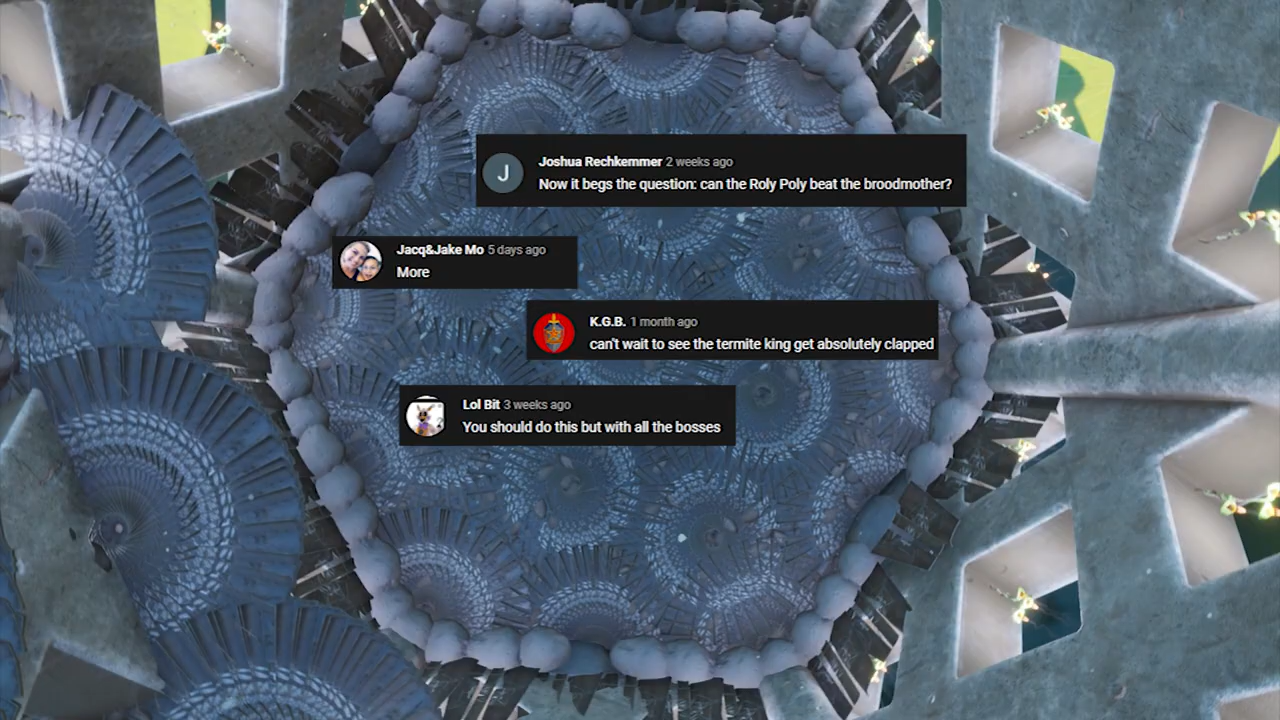 J
Joshua Rechkemmer 2 weeks ago
Now it begs the question: can the Roly Poly beat the broodmother?
Jacq&Jake Mo 5 days ago
More
K.G.B. 1 month ago
can't wait to see the termite king get absolutely clapped
Lol Bit 3 weeks ago
You should do this but with all the bosses